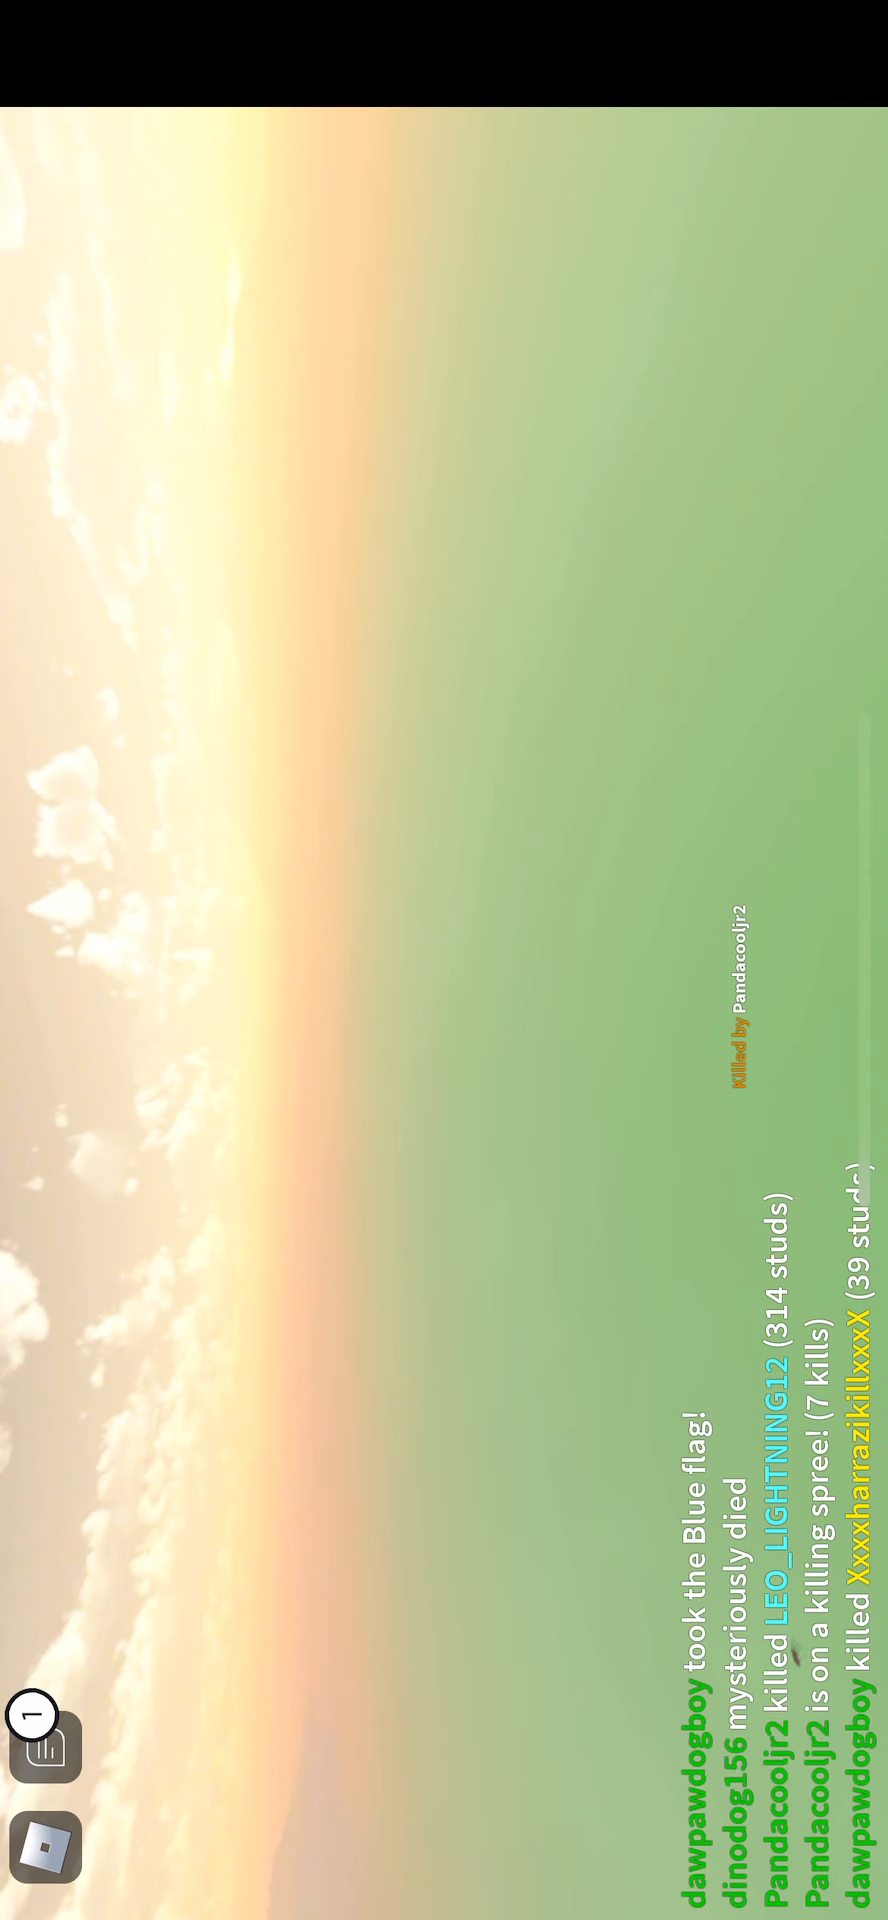 1
Killed by Pandacooljr2
dawpawdogboy took the Blue flag!
dinodog156 mysteriously died
Pandacooljr2 killed LEO_LIGHTNING12 (314 studs)
Pandacooljr2 is on a killing spree! (7 kills)
dawpawdogboy killed XxxxharrazikillxxxX (39 studs)